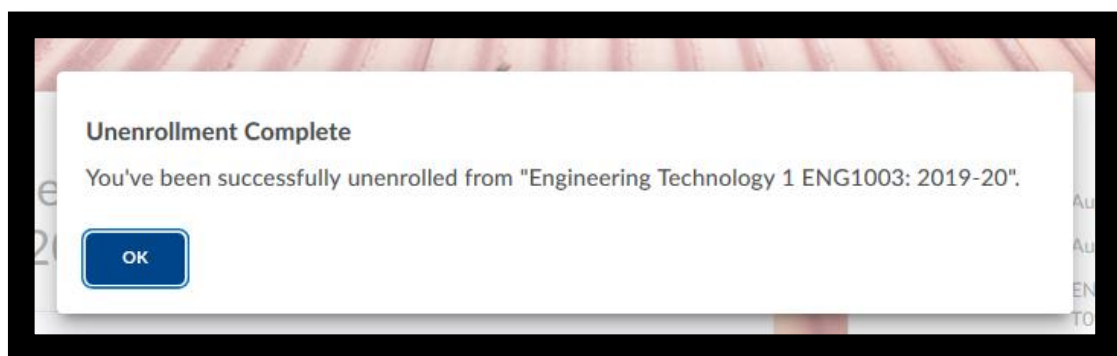 Unenrollment Complete
You've been successfully unenrolled from "Engineering Technology 1 ENG1003: 2019-20".
OK